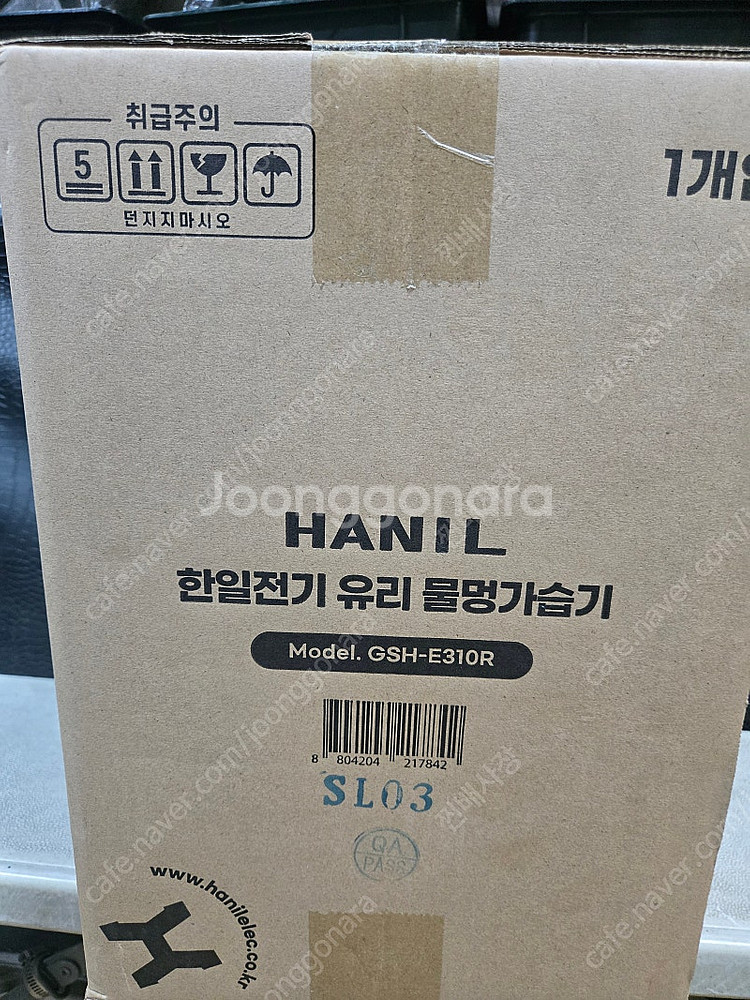 취급주의
5
던지지마시오
1개입
Joonggonara
HANIL
한일전기 유리 물멍가습기
Model. GSH-E310R
8 804204 217842
SL03
QA
PASS
www.hanilelec.co.kr
cafe.naver.com/joonggonara